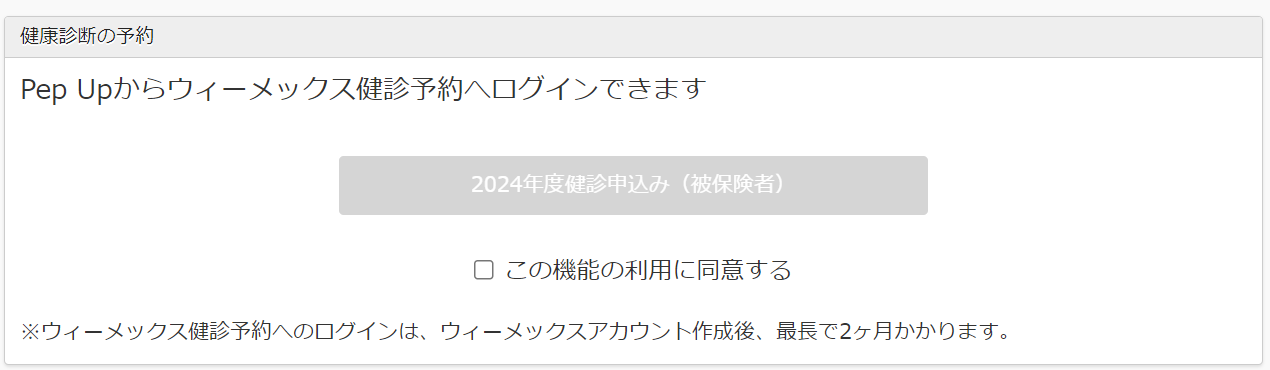 健康診断の予約
Pep Upからウィーメックス健診予約へログインできます
2024年度健診申込み（被保険者）
この機能の利用に同意する
※ウィーメックス健診予約へのログインは、ウィーメックスアカウント作成後、最長で2ヶ月かかります。